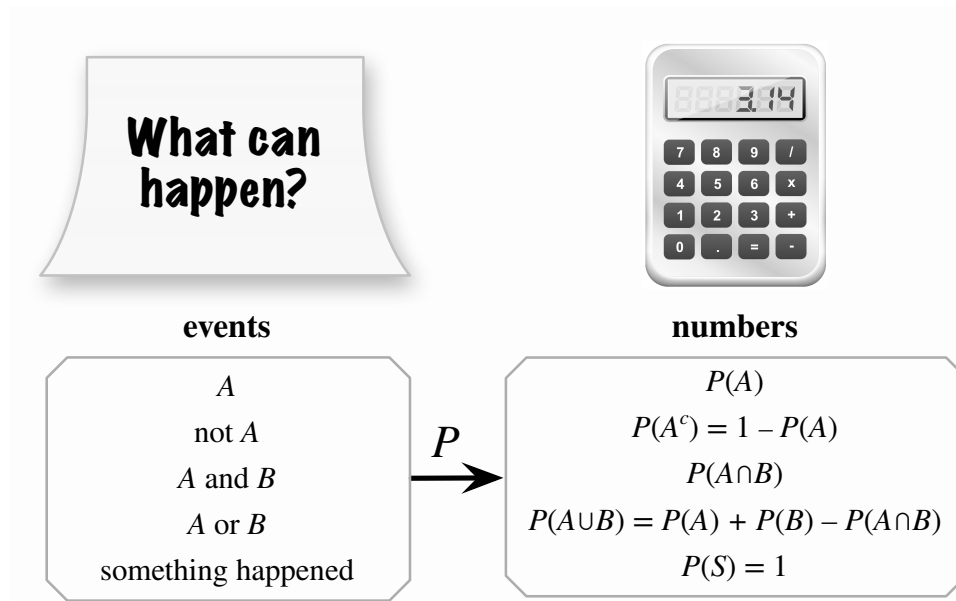 What can
happen?
3.14
7 8 9 /
4 5 6 x
1 2 3 +
0 . = -
events
numbers
A
not A
A and B
A or B
something happened
P
P(A)
P(Aᶜ) = 1 – P(A)
P(A∩B)
P(A∪B) = P(A) + P(B) – P(A∩B)
P(S) = 1